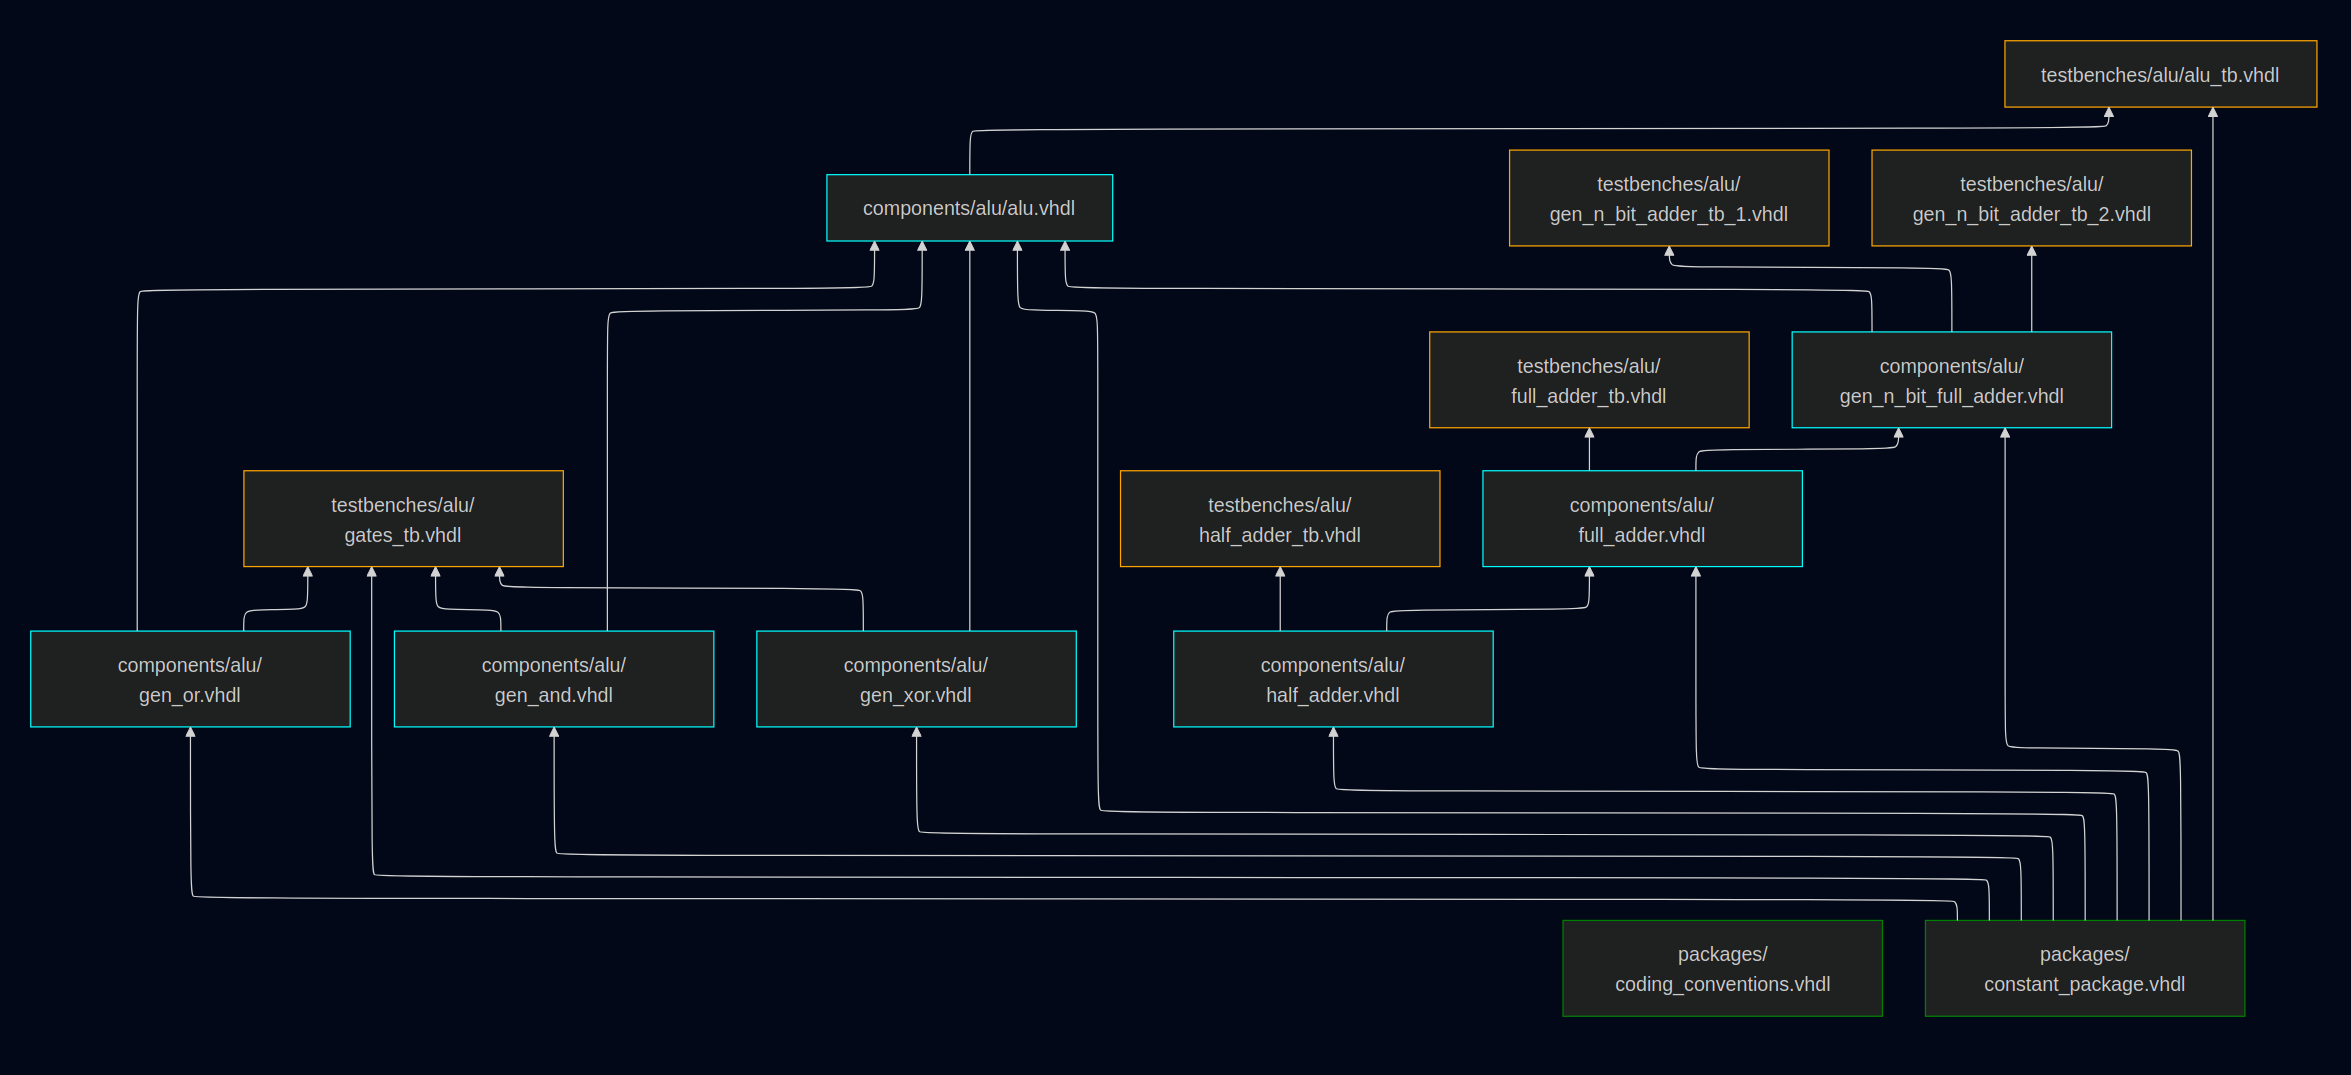 testbenches/alu/alu_tb.vhdl
components/alu/alu.vhdl
testbenches/alu/
gen_n_bit_adder_tb_1.vhdl
testbenches/alu/
gen_n_bit_adder_tb_2.vhdl
testbenches/alu/
full_adder_tb.vhdl
components/alu/
gen_n_bit_full_adder.vhdl
testbenches/alu/
gates_tb.vhdl
testbenches/alu/
half_adder_tb.vhdl
components/alu/
full_adder.vhdl
components/alu/
gen_or.vhdl
components/alu/
gen_and.vhdl
components/alu/
gen_xor.vhdl
components/alu/
half_adder.vhdl
packages/
coding_conventions.vhdl
packages/
constant_package.vhdl